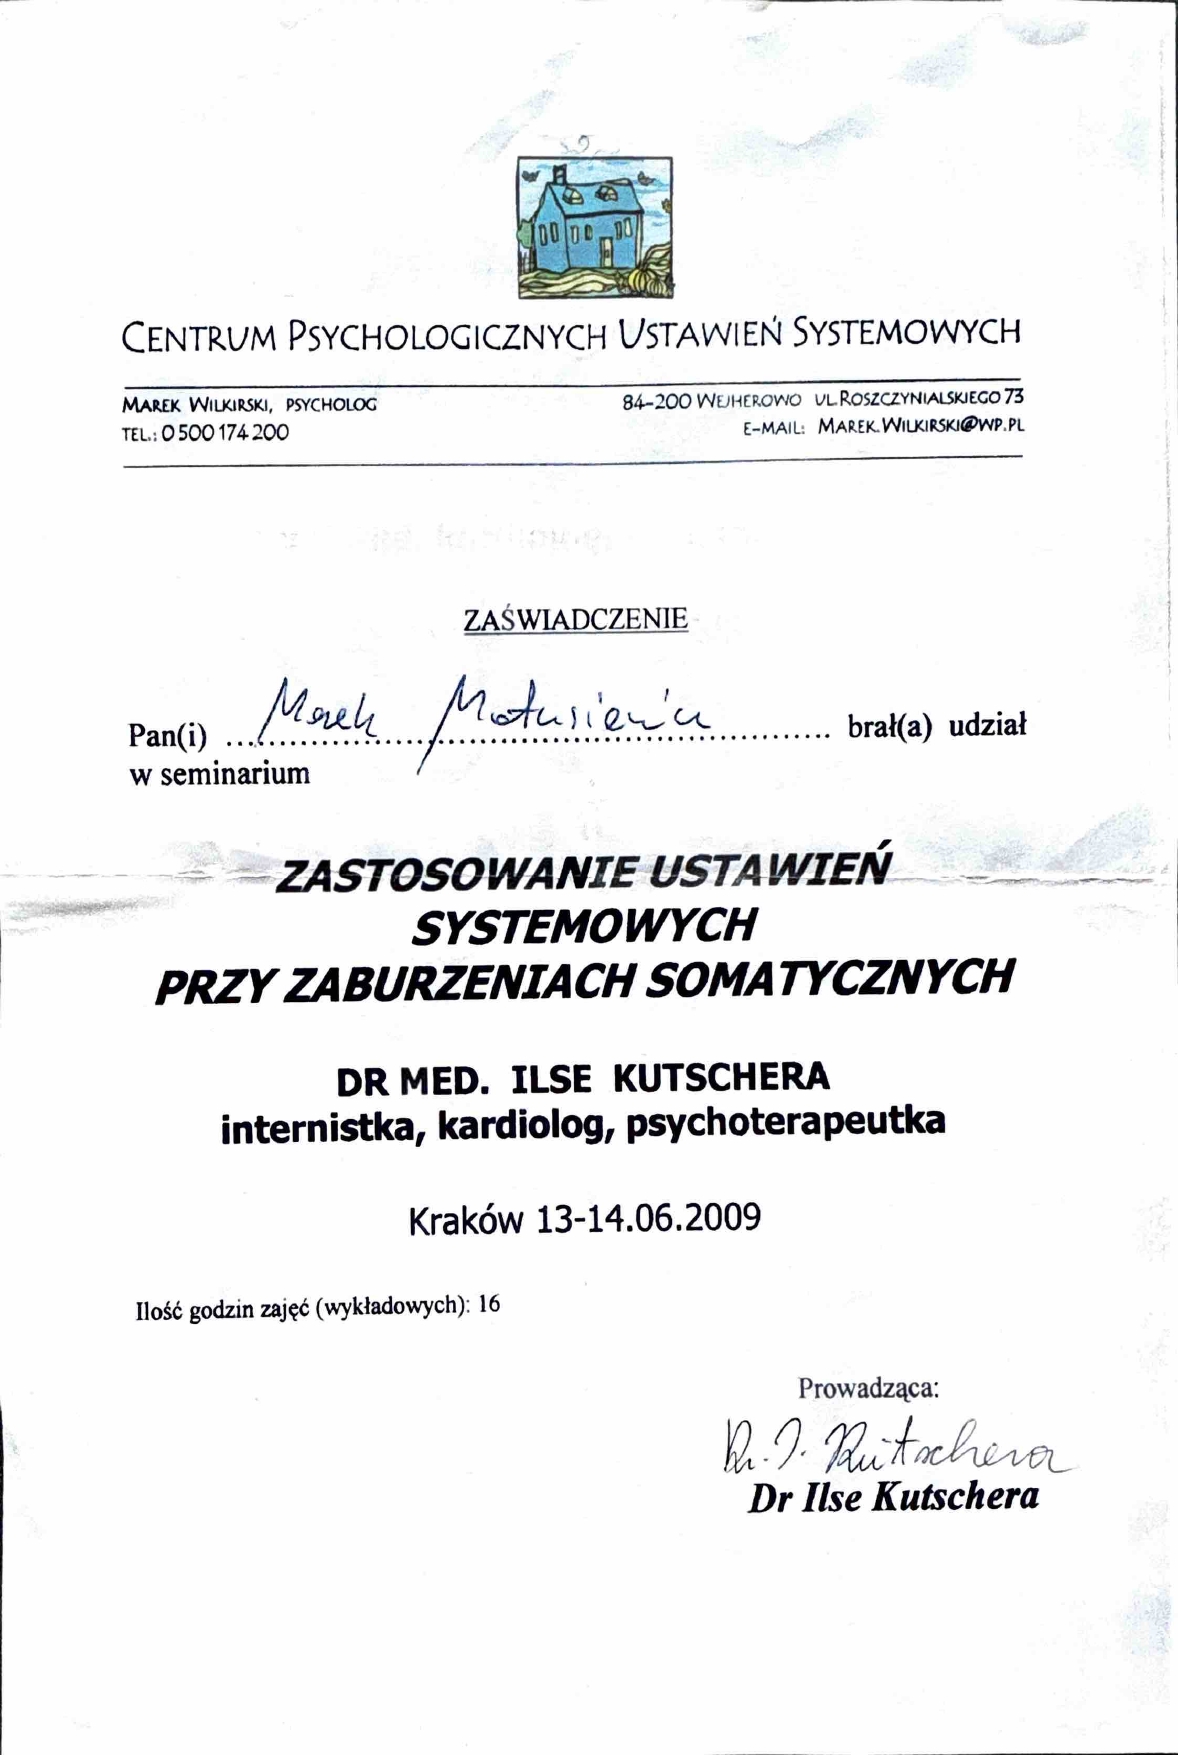 CENTRUM PSYCHOLOGICZNYCH USTAWIEŃ SYSTEMOWYCH
MAREK WILKIRSKI, PSYCHOLOG
TEL.: 0 500 174 200
84-200 WEJHEROWO UL.ROSZCZYNIALSKIEGO 73
E-MAIL: MAREK.WILKIRSKI@WP.PL
ZAŚWIADCZENIE
Pan(i) Marek ........ brał(a) udział
w seminarium
ZASTOSOWANIE USTAWIEŃ
SYSTEMOWYCH
PRZY ZABURZENIACH SOMATYCZNYCH
DR MED. ILSE KUTSCHERA
internistka, kardiolog, psychoterapeutka
Kraków 13-14.06.2009
Ilość godzin zajęć (wykładowych): 16
Prowadząca:
Dr. I. Kutschera
Dr Ilse Kutschera